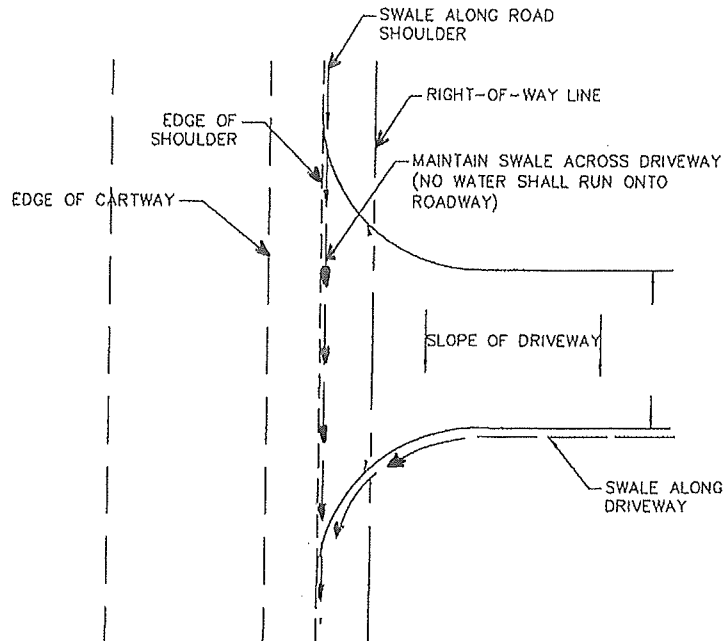 SWALE ALONG ROAD
SHOULDER
RIGHT-OF-WAY LINE
EDGE OF
SHOULDER
MAINTAIN SWALE ACROSS DRIVEWAY
(NO WATER SHALL RUN ONTO
ROADWAY)
EDGE OF CARTWAY
SLOPE OF DRIVEWAY
SWALE ALONG
DRIVEWAY